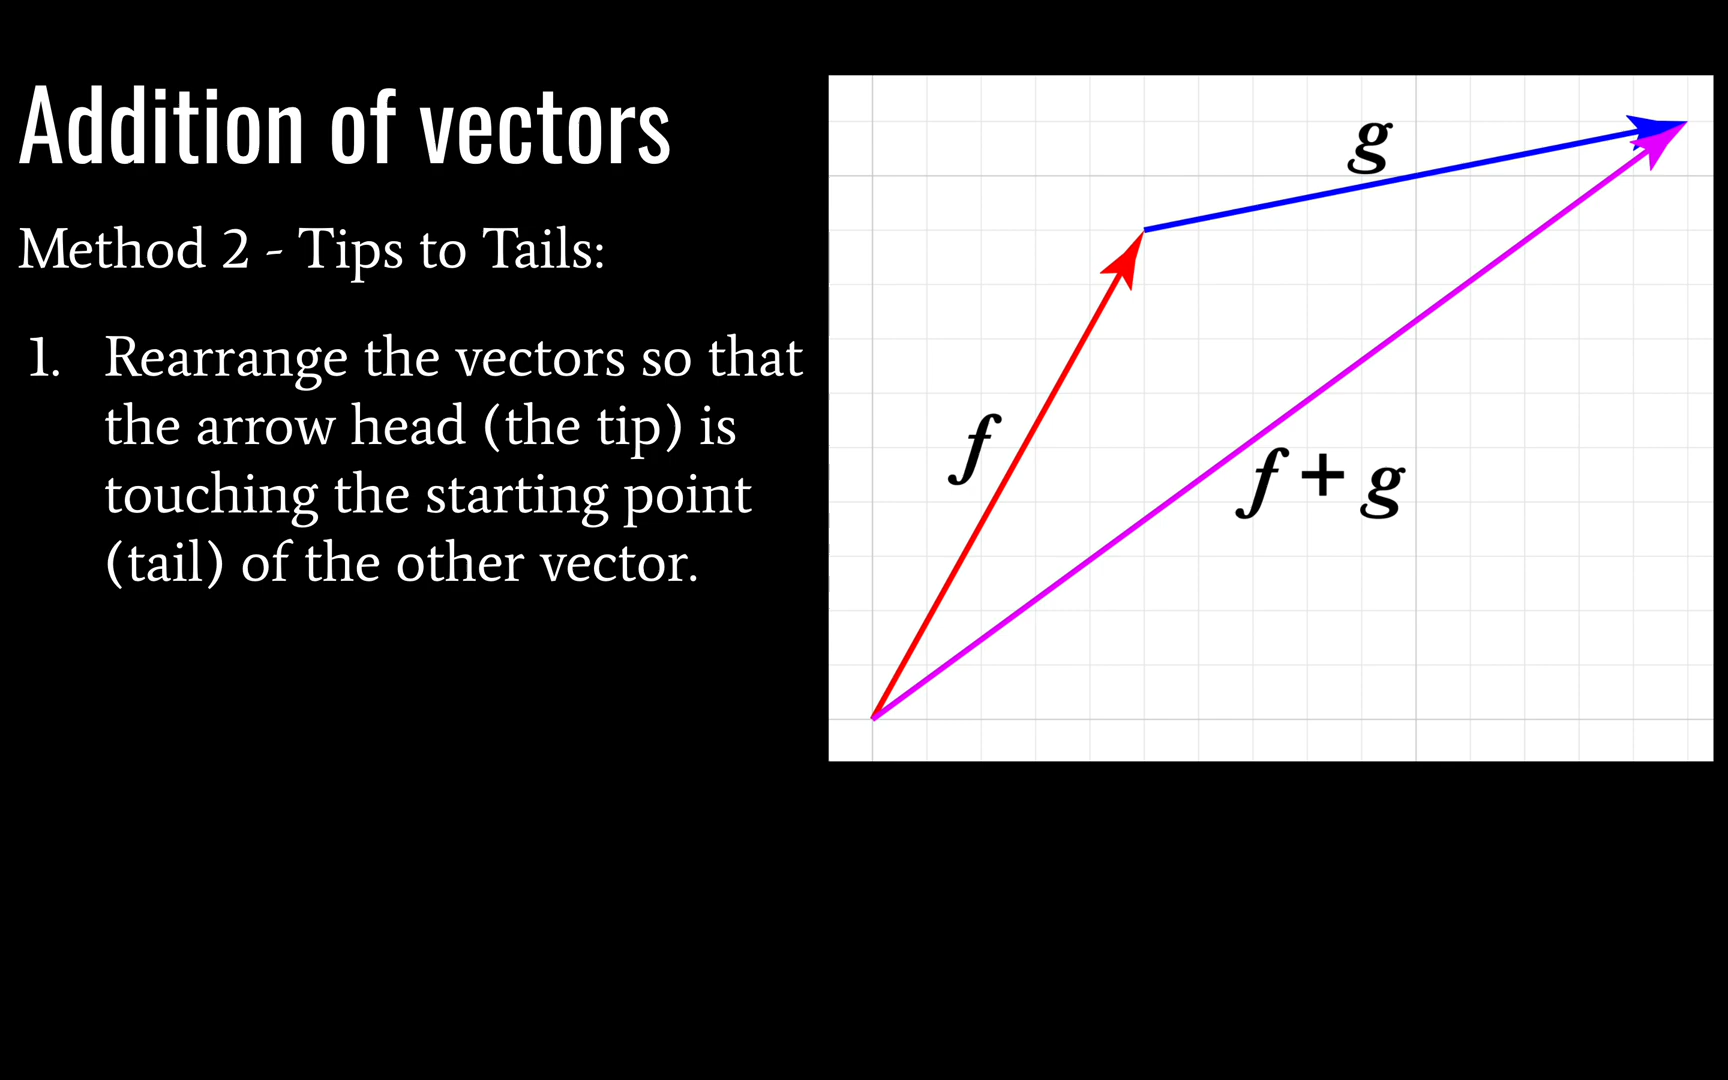 Addition of vectors
Method 2 - Tips to Tails:
1. Rearrange the vectors so that
the arrow head (the tip) is
touching the starting point
(tail) of the other vector.
g
f
f + g